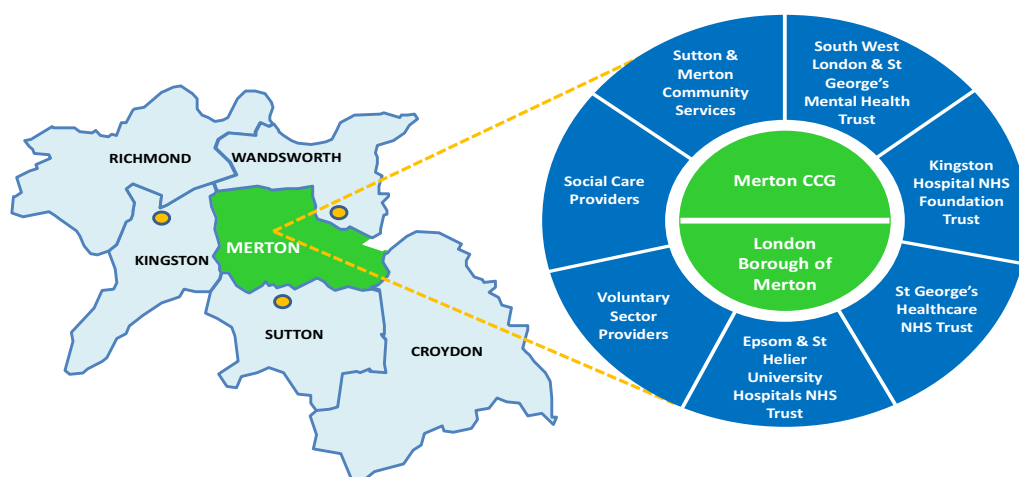 RICHMOND
WANDSWORTH
KINGSTON
MERTON
SUTTON
CROYDON
Sutton &
Merton
Community
Services
South West
London & St
George's
Mental Health
Trust
Kingston
Hospital NHS
Foundation
Trust
St George's
Healthcare
NHS Trust
Epsom & St
Helier
University
Hospitals NHS
Trust
Voluntary
Sector
Providers
Social Care
Providers
Merton CCG
London
Borough of
Merton